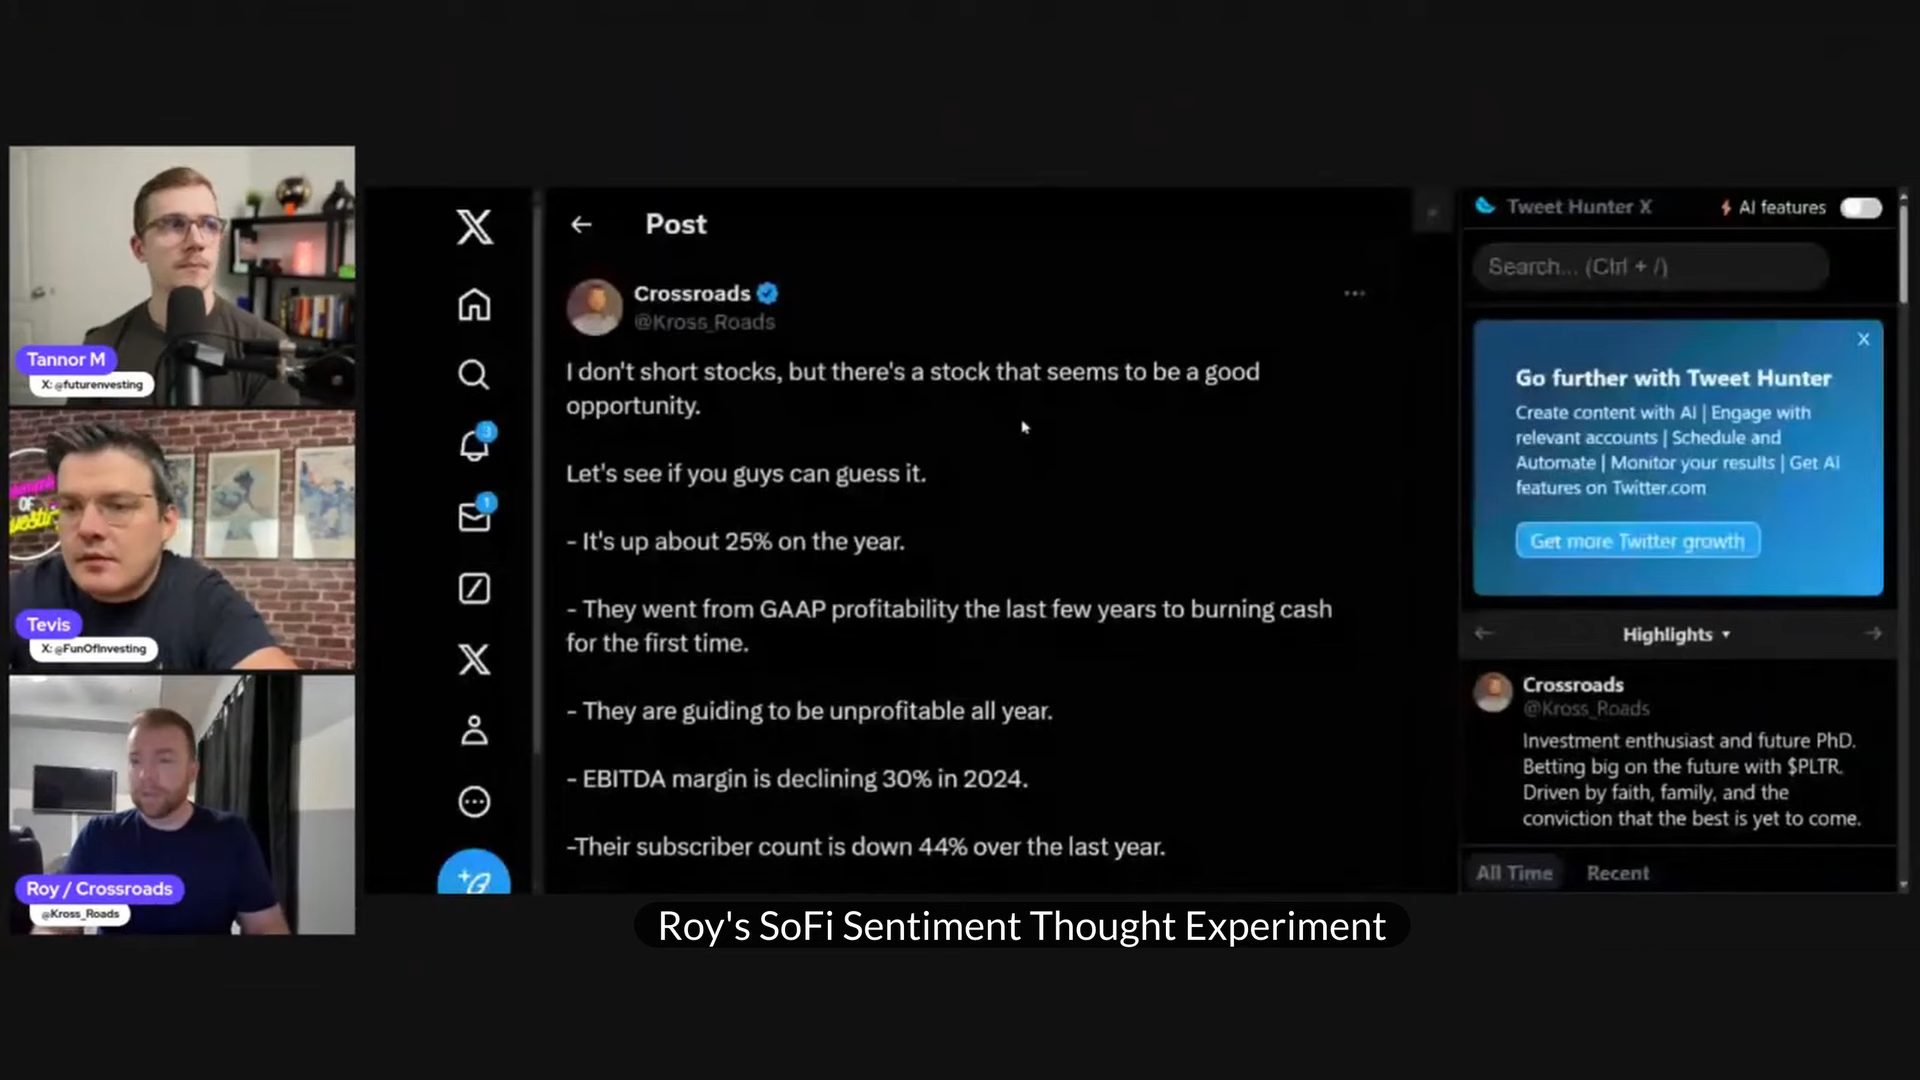 Tannor M
X: @futurenvesting
OF
Tevis
X: @FunOfInvesting
Roy / Crossroads
@Kross_Roads
Post
Crossroads
@Kross_Roads
I don't short stocks, but there's a stock that seems to be a good
opportunity.
Let's see if you guys can guess it.
- It's up about 25% on the year.
- They went from GAAP profitability the last few years to burning cash
for the first time.
- They are guiding to be unprofitable all year.
- EBITDA margin is declining 30% in 2024.
-Their subscriber count is down 44% over the last year.
3
1
Tweet Hunter X
AI features
Search... (Ctrl + /)
X
Go further with Tweet Hunter
Create content with AI | Engage with
relevant accounts | Schedule and
Automate | Monitor your results | Get AI
features on Twitter.com
Get more Twitter growth
Highlights
Crossroads
@Kross_Roads
Investment enthusiast and future PhD.
Betting big on the future with $PLTR.
Driven by faith, family, and the
conviction that the best is yet to come.
All Time Recent
Roy's SoFi Sentiment Thought Experiment